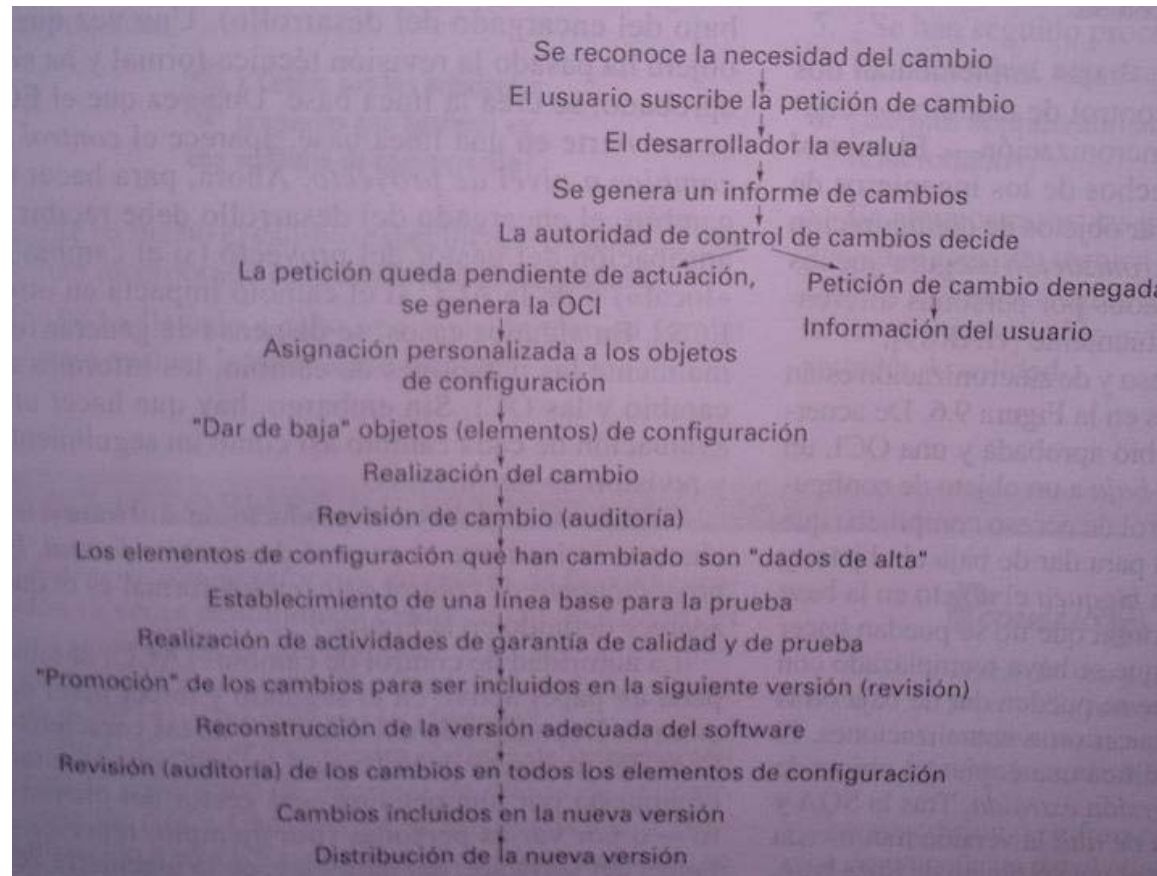 Se reconoce la necesidad del cambio
El usuario suscribe la petición de cambio
El desarrollador la evalua
Se genera un informe de cambios
La autoridad de control de cambios decide
La petición queda pendiente de actuación,
se genera la OCI
Petición de cambio denegada
Información del usuario
Asignación personalizada a los objetos
de configuración
"Dar de baja" objetos (elementos) de configuración
Realización del cambio
Revisión de cambio (auditoría)
Los elementos de configuración que han cambiado son "dados de alta"
Establecimiento de una línea base para la prueba
Realización de actividades de garantía de calidad y de prueba
"Promoción" de los cambios para ser incluidos en la siguiente versión (revisión)
Reconstrucción de la versión adecuada del software
Revisión (auditoría) de los cambios en todos los elementos de configuración
Cambios incluidos en la nueva versión
Distribución de la nueva versión